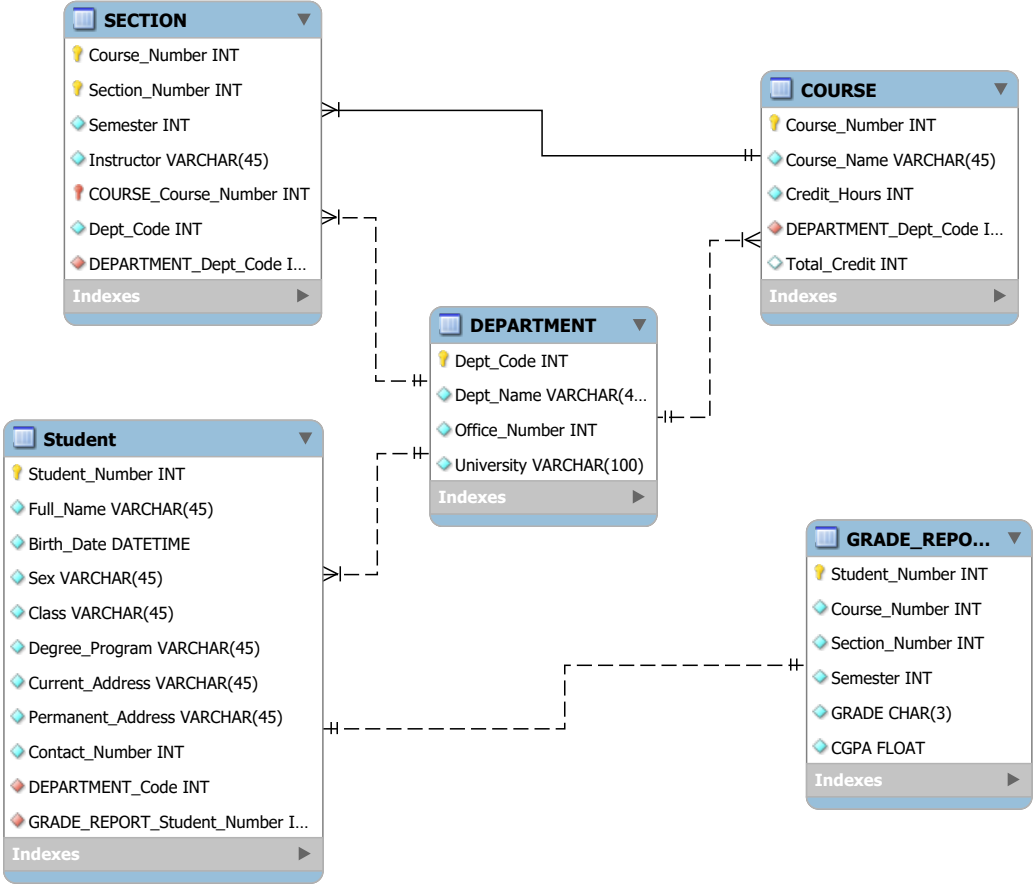 SECTION
Course_Number INT
Section_Number INT
Semester INT
Instructor VARCHAR(45)
COURSE_Course_Number INT
Dept_Code INT
DEPARTMENT_Dept_Code I...
Indexes
COURSE
Course_Number INT
Course_Name VARCHAR(45)
Credit_Hours INT
DEPARTMENT_Dept_Code I...
Total_Credit INT
Indexes
DEPARTMENT
Dept_Code INT
Dept_Name VARCHAR(4...
Office_Number INT
University VARCHAR(100)
Indexes
Student
Student_Number INT
Full_Name VARCHAR(45)
Birth_Date DATETIME
Sex VARCHAR(45)
Class VARCHAR(45)
Degree_Program VARCHAR(45)
Current_Address VARCHAR(45)
Permanent_Address VARCHAR(45)
Contact_Number INT
DEPARTMENT_Code INT
GRADE_REPORT_Student_Number I...
Indexes
GRADE_REPO...
Student_Number INT
Course_Number INT
Section_Number INT
Semester INT
GRADE CHAR(3)
CGPA FLOAT
Indexes